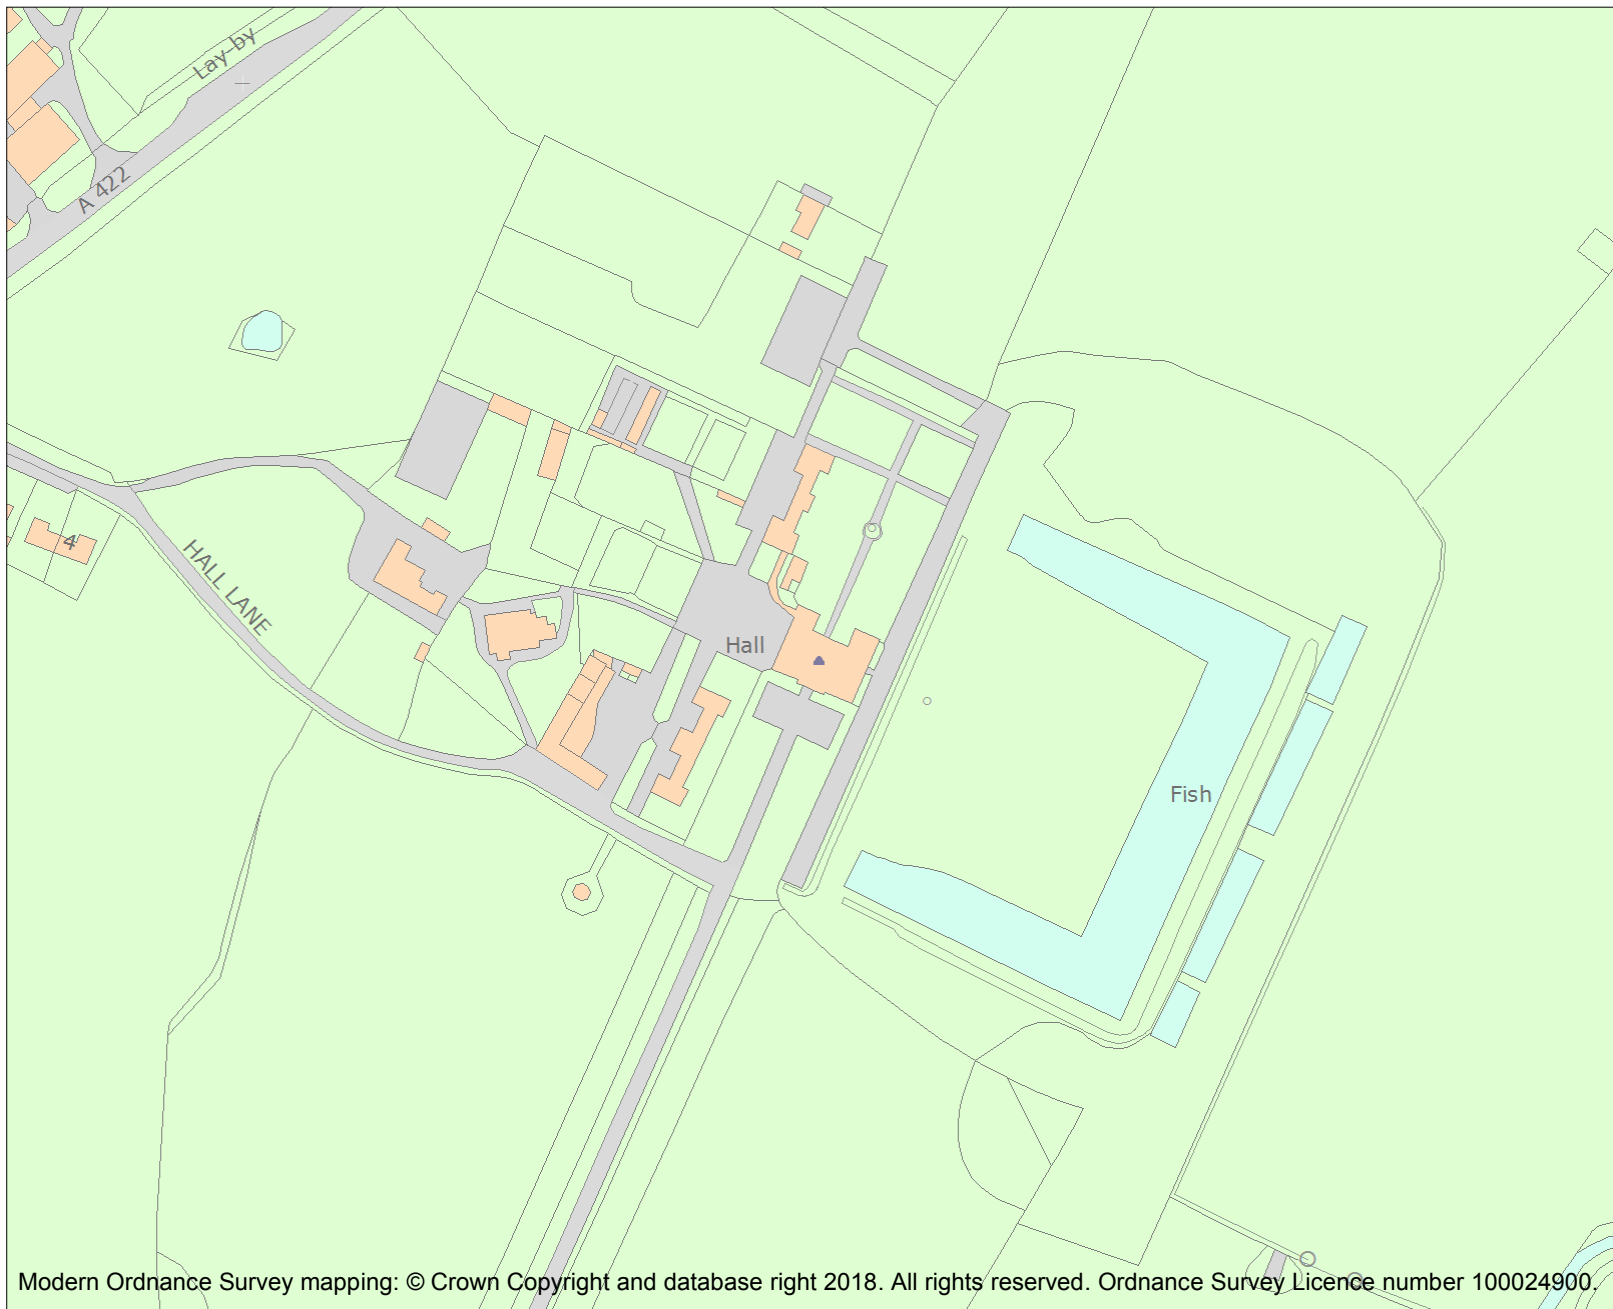 Lay-by
A 422
4
HALL LANE
Hall
Fish
Modern Ordnance Survey mapping: © Crown Copyright and database right 2018. All rights reserved. Ordnance Survey Licence number 100024900.